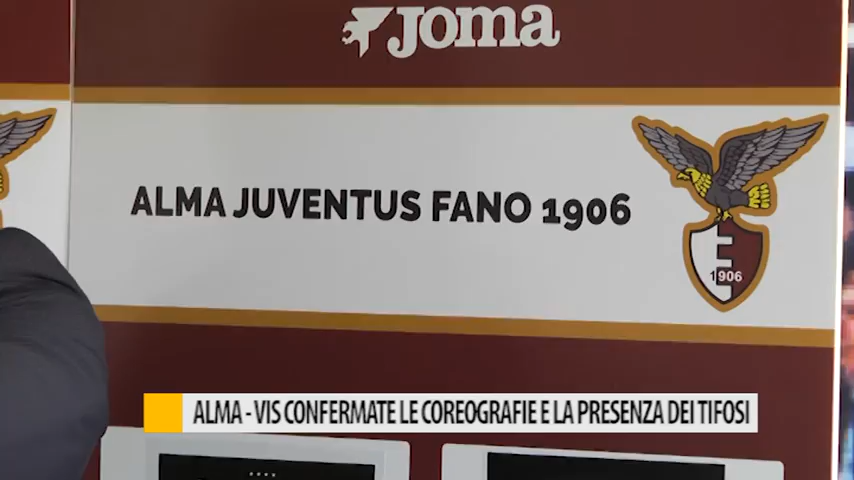 Joma
ALMA JUVENTUS FANO 1906
1906
ALMA - VIS CONFERMATE LE COREOGRAFIE E LA PRESENZA DEI TIFOSI